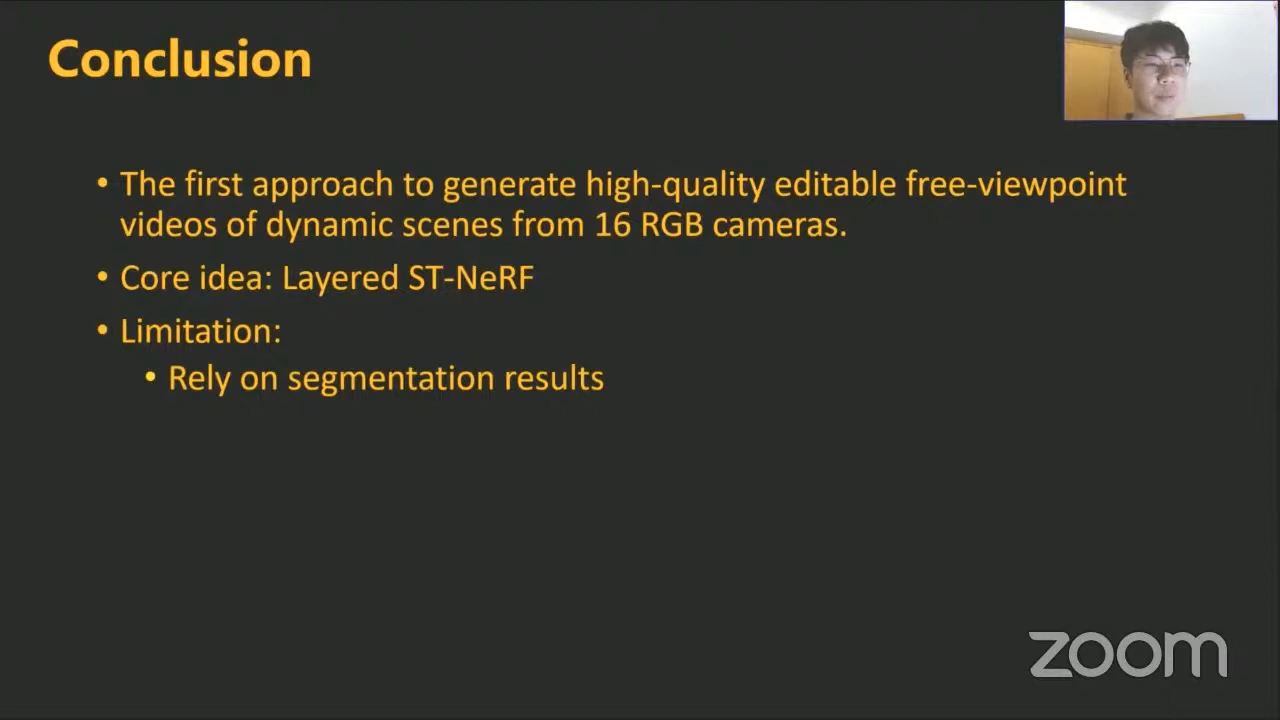 Conclusion
• The first approach to generate high-quality editable free-viewpoint
videos of dynamic scenes from 16 RGB cameras.
• Core idea: Layered ST-NeRF
• Limitation:
• Rely on segmentation results
zoom